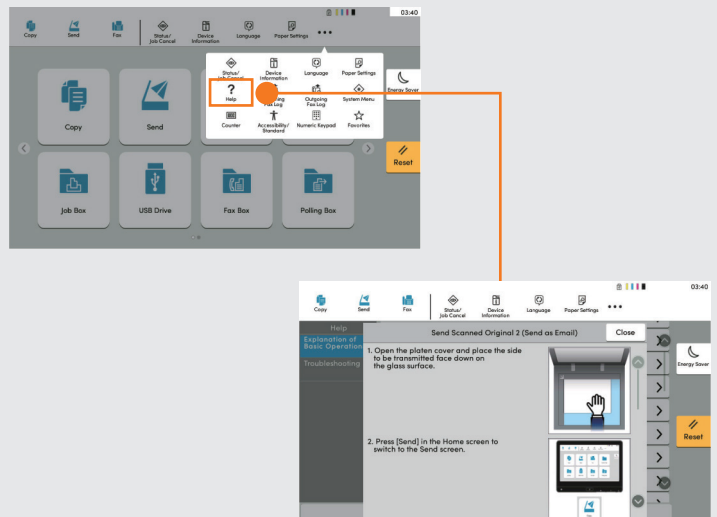 03:40
Copy
Send
Fax
Status/
Job Cancel
Device
Information
Language
Paper Settings
Status/
Job Cancel
Device
Information
Language
Paper Settings
?
Help
Fax Log
Outgoing
Fax Log
System Menu
Counter
Accessibility/
Standard
Numeric Keypad
Favorites
Energy Saver
Reset
Copy
Send
Job Box
USB Drive
Fax Box
Polling Box
03:40
Copy
Send
Fax
Status/
Job Cancel
Device
Information
Language
Paper Settings
Energy Saver
Reset
Help
Explanation of
Basic Operation
Troubleshooting
Send Scanned Original 2 (Send as Email)
Close
1. Open the platen cover and place the side
to be transmitted face down on
the glass surface.
2. Press [Send] in the Home screen to
switch to the Send screen.